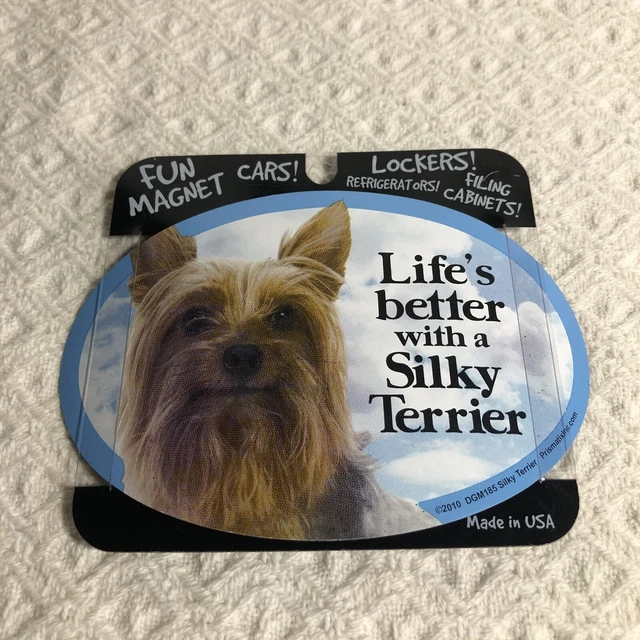 FUN MAGNET
CARS!
LOCKERS!
REFRIGERATORS!
FILING CABINETS!
Life's
better
with a
Silky
Terrier
©2010 DGM185 Silky Terrier Prismatixinc.com
Made in USA